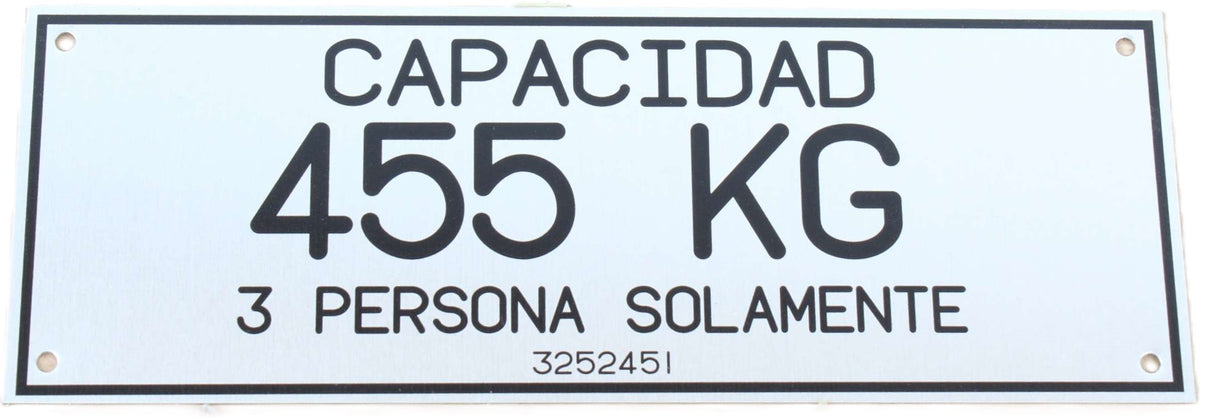 CAPACIDAD
455 KG
3 PERSONA SOLAMENTE
3252451